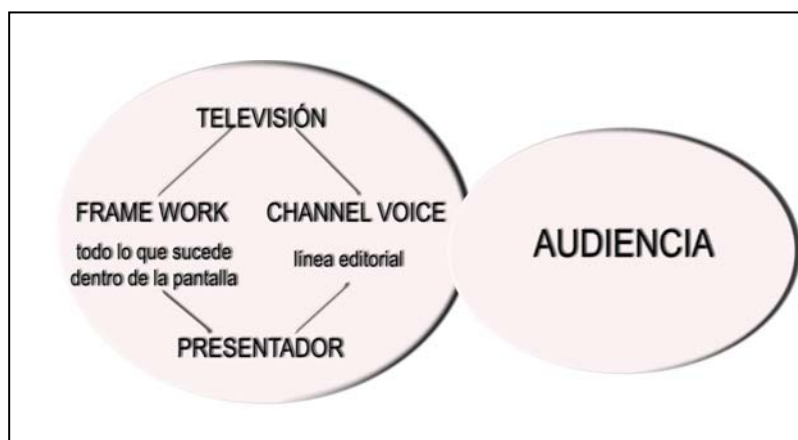 TELEVISIÓN
FRAME WORK
todo lo que sucede
dentro de la pantalla
CHANNEL VOICE
línea editorial
PRESENTADOR
AUDIENCIA